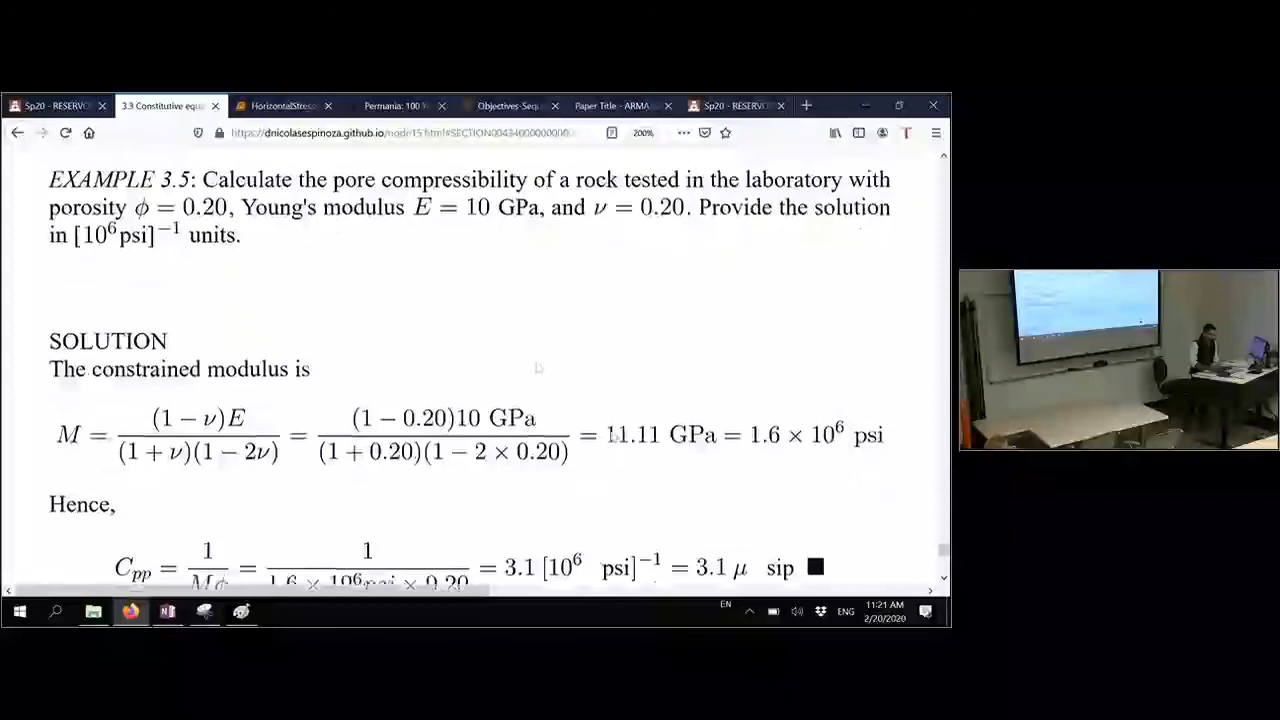 Sp20 - RESERVO
3.3 Constitutive equ
HorizontalStress
Permania: 100 Y
Objectives-Sequ
Paper Title - ARMA
Sp20 - RESERVO
200%
EXAMPLE 3.5: Calculate the pore compressibility of a rock tested in the laboratory with
porosity ϕ = 0.20, Young's modulus E = 10 GPa, and ν = 0.20. Provide the solution
in [10⁶psi]⁻¹ units.
SOLUTION
The constrained modulus is
M = (1 − ν)E / (1 + ν)(1 − 2ν) = (1 − 0.20)10 GPa / (1 + 0.20)(1 − 2 × 0.20) = 11.11 GPa = 1.6 × 10⁶ psi
Hence,
C_pp = 1 / Mϕ = 1 / 1.6 × 10⁶psi × 0.20 = 3.1 [10⁶ psi]⁻¹ = 3.1 μ sip ■
EN
ENG
11:21 AM
2/20/2020